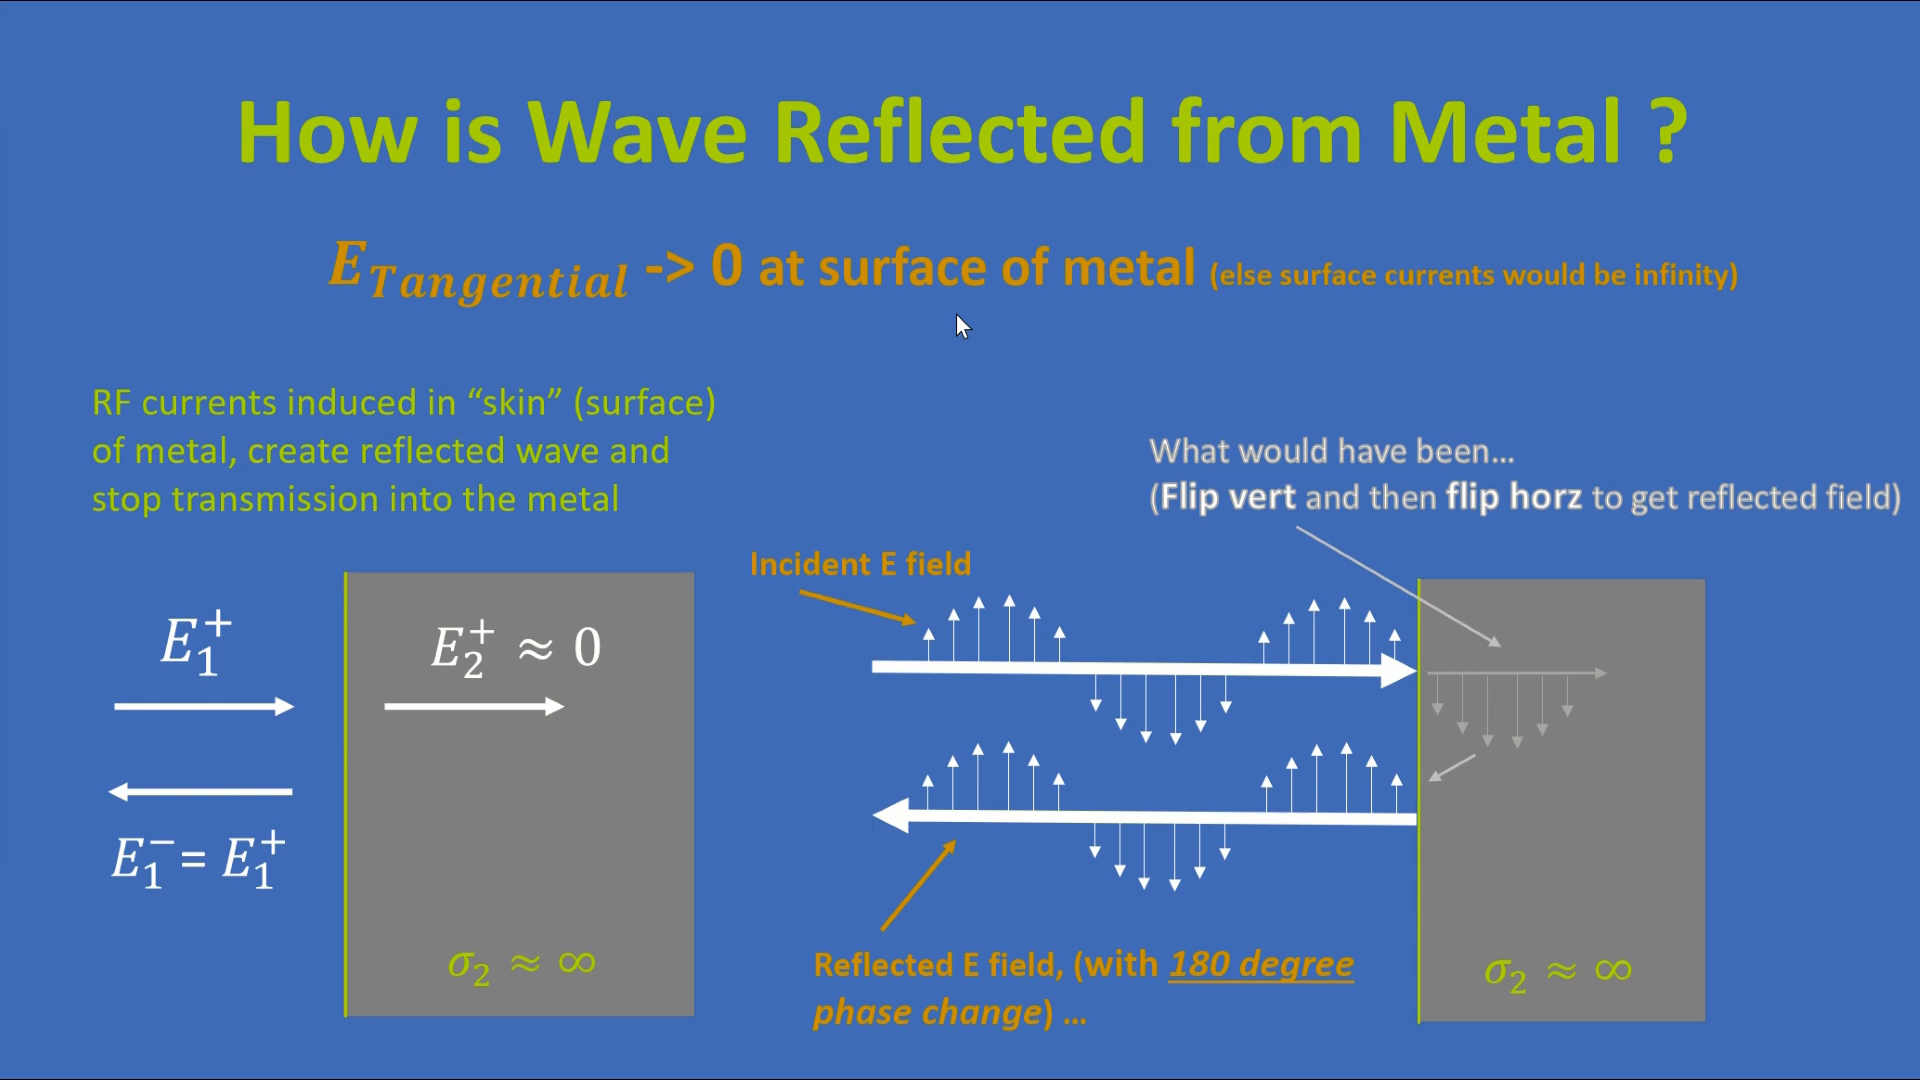 How is Wave Reflected from Metal ?
E_Tangential -> 0 at surface of metal (else surface currents would be infinity)
RF currents induced in “skin” (surface)
of metal, create reflected wave and
stop transmission into the metal
What would have been...
(Flip vert and then flip horz to get reflected field)
Incident E field
E₁⁺
E₂⁺ ≈ 0
E₁⁻ = E₁⁺
σ₂ ≈ ∞
Reflected E field, (with 180 degree
phase change) ...
σ₂ ≈ ∞